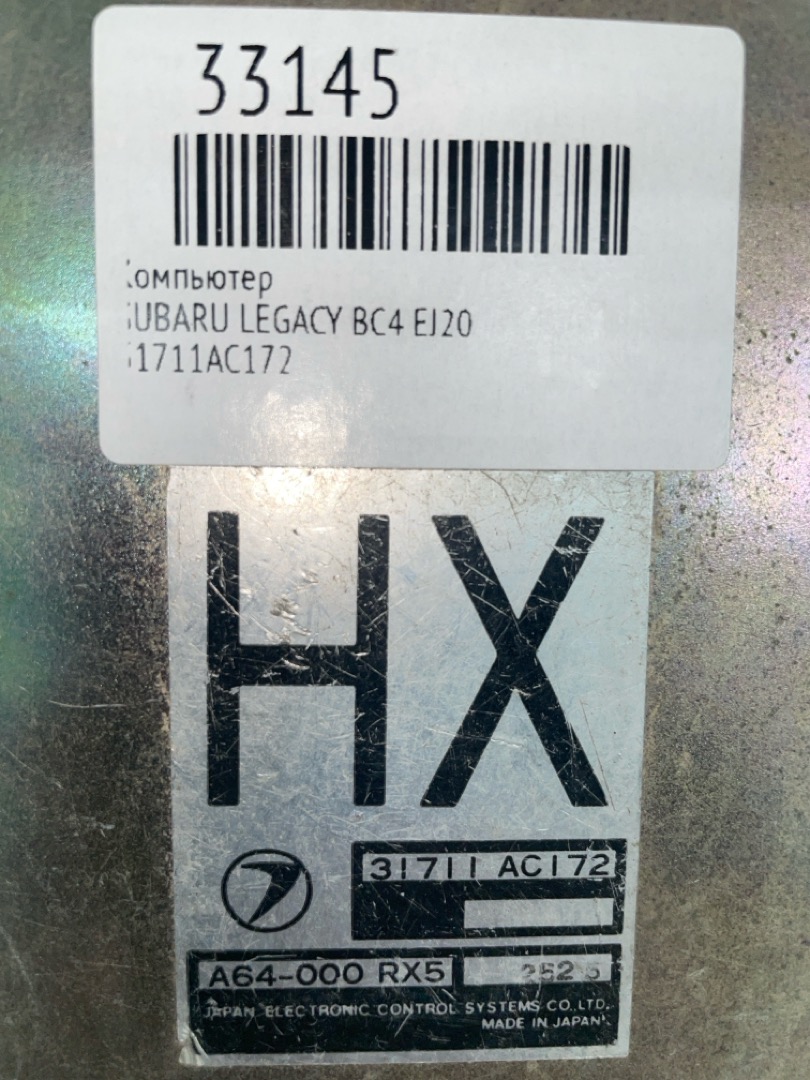 33145
Компьютер
SUBARU LEGACY BC4 EJ20
31711AC172
HX
31711 AC172
A64-000 RX5 2525
JAPAN ELECTRONIC CONTROL SYSTEMS CO.,LTD.
MADE IN JAPAN